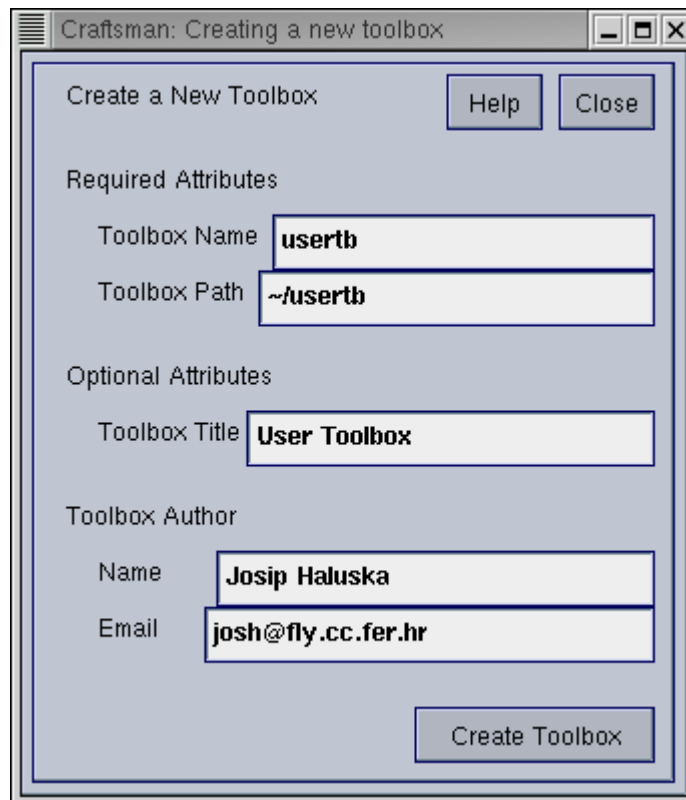 Craftsman: Creating a new toolbox
Create a New Toolbox Help Close
Required Attributes
Toolbox Name usertb
Toolbox Path ~/usertb
Optional Attributes
Toolbox Title User Toolbox
Toolbox Author
Name Josip Haluska
Email josh@fly.cc.fer.hr
Create Toolbox